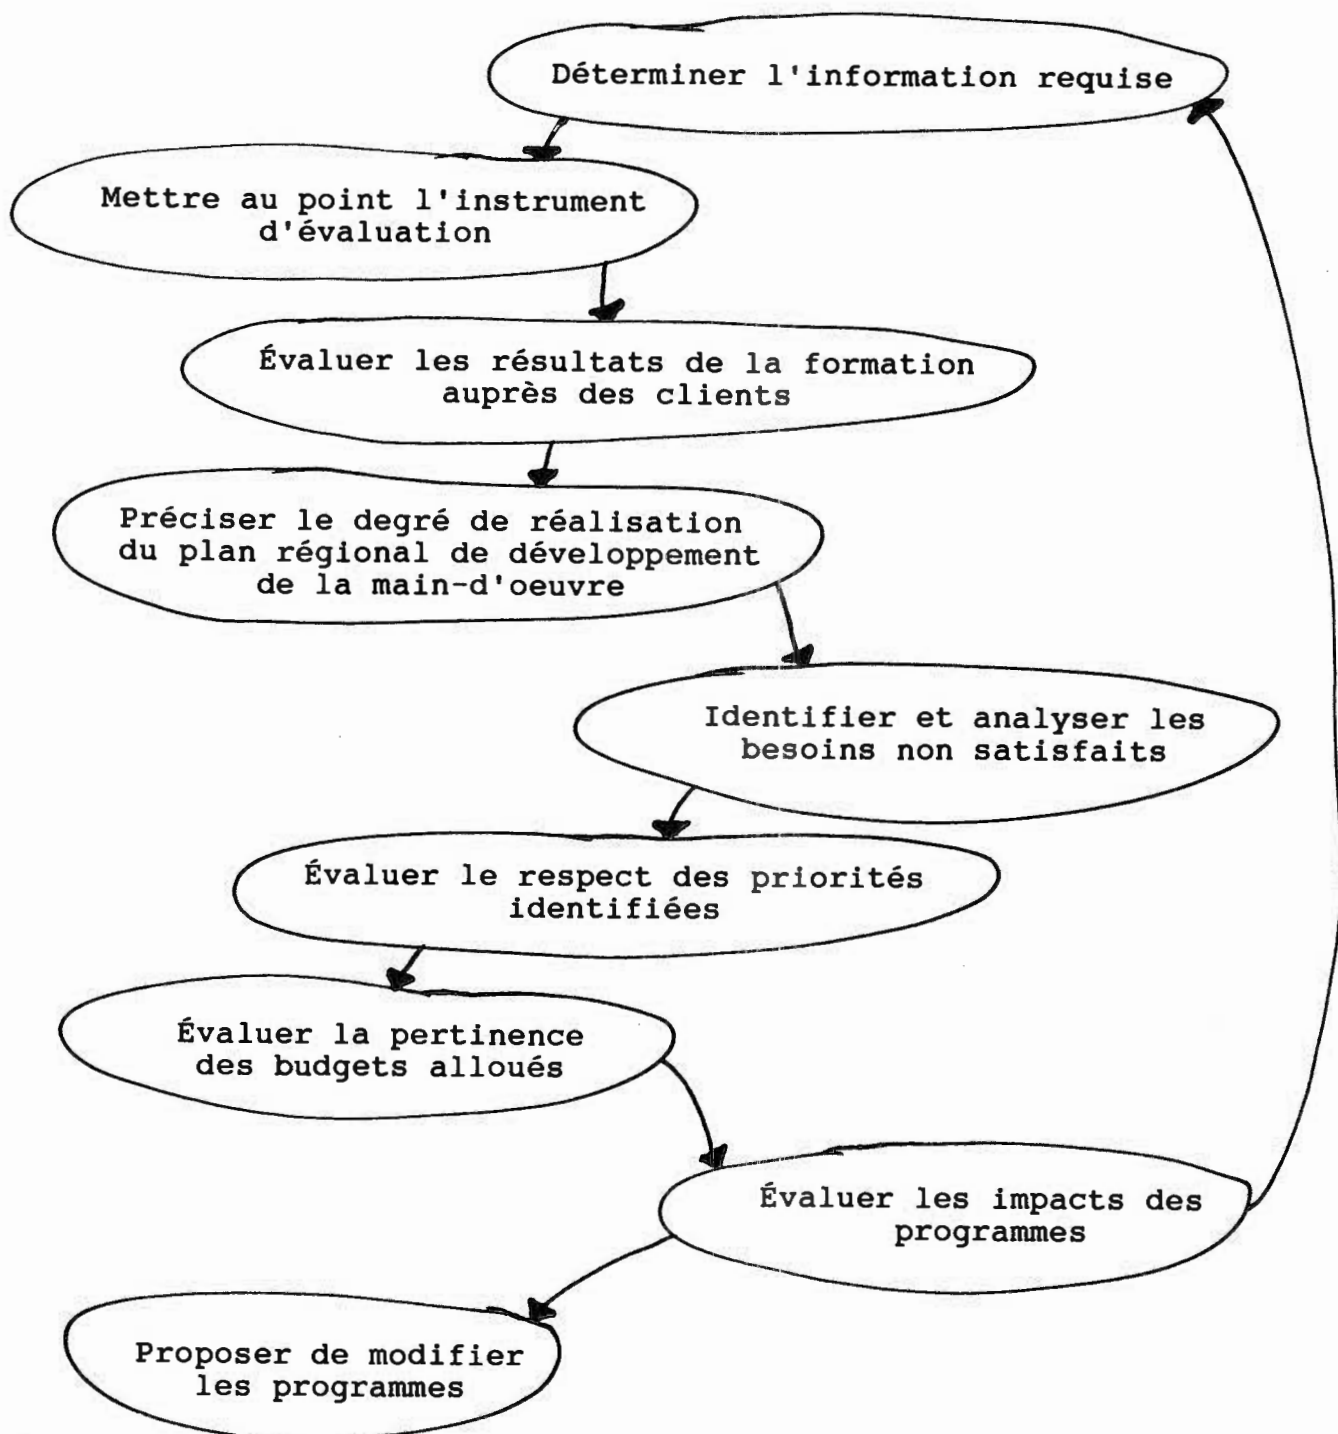 Déterminer l'information requise
Mettre au point l'instrument
d'évaluation
Évaluer les résultats de la formation
auprès des clients
Préciser le degré de réalisation
du plan régional de développement
de la main-d'oeuvre
Identifier et analyser les
besoins non satisfaits
Évaluer le respect des priorités
identifiées
Évaluer la pertinence
des budgets alloués
Évaluer les impacts des
programmes
Proposer de modifier
les programmes